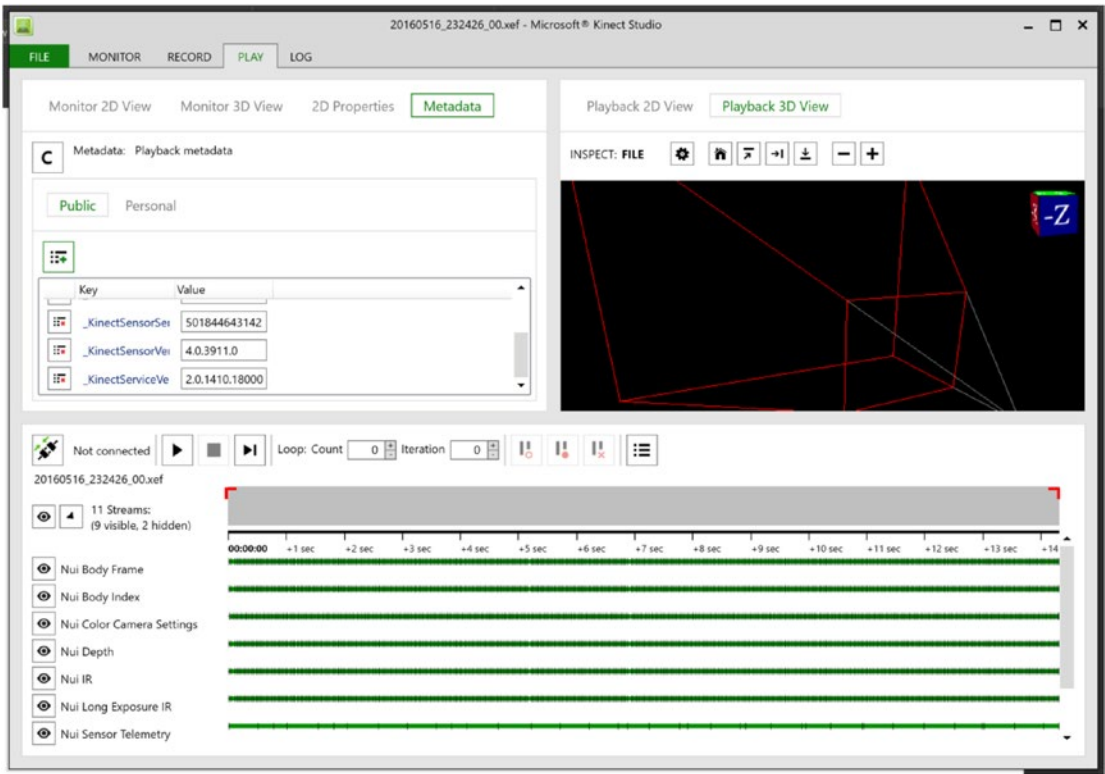 20160516_232426_00.xef - Microsoft® Kinect Studio
FILE MONITOR RECORD PLAY LOG
Monitor 2D View Monitor 3D View 2D Properties Metadata
Playback 2D View Playback 3D View
C Metadata: Playback metadata
INSPECT: FILE
Public Personal
-Z
Key Value
_KinectSensorSer 501844643142
_KinectSensorVer 4.0.3911.0
_KinectServiceVe 2.0.1410.18000
Not connected Loop: Count 0 Iteration 0
20160516_232426_00.xef
11 Streams:
(9 visible, 2 hidden)
00:00:00 +1 sec +2 sec +3 sec +4 sec +5 sec +6 sec +7 sec +8 sec +9 sec +10 sec +11 sec +12 sec +13 sec +14
Nui Body Frame
Nui Body Index
Nui Color Camera Settings
Nui Depth
Nui IR
Nui Long Exposure IR
Nui Sensor Telemetry